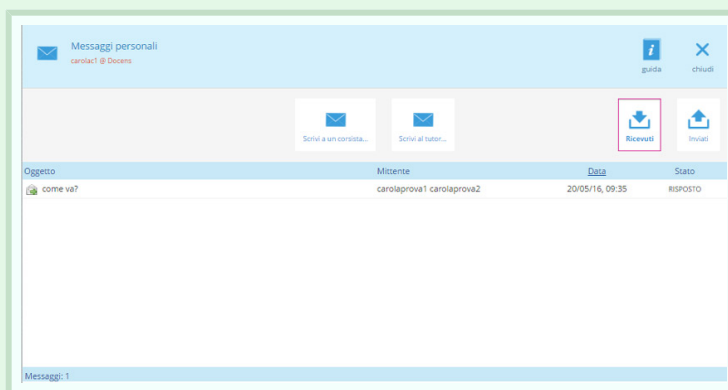 Messaggi personali
carolac1 @ Docens
guida
chiudi
Scrivi a un corsista...
Scrivi al tutor...
Ricevuti
Inviati
Oggetto Mittente Data Stato
come va? carolaprova1 carolaprova2 20/05/16, 09:35 RISPOSTO
Messaggi: 1